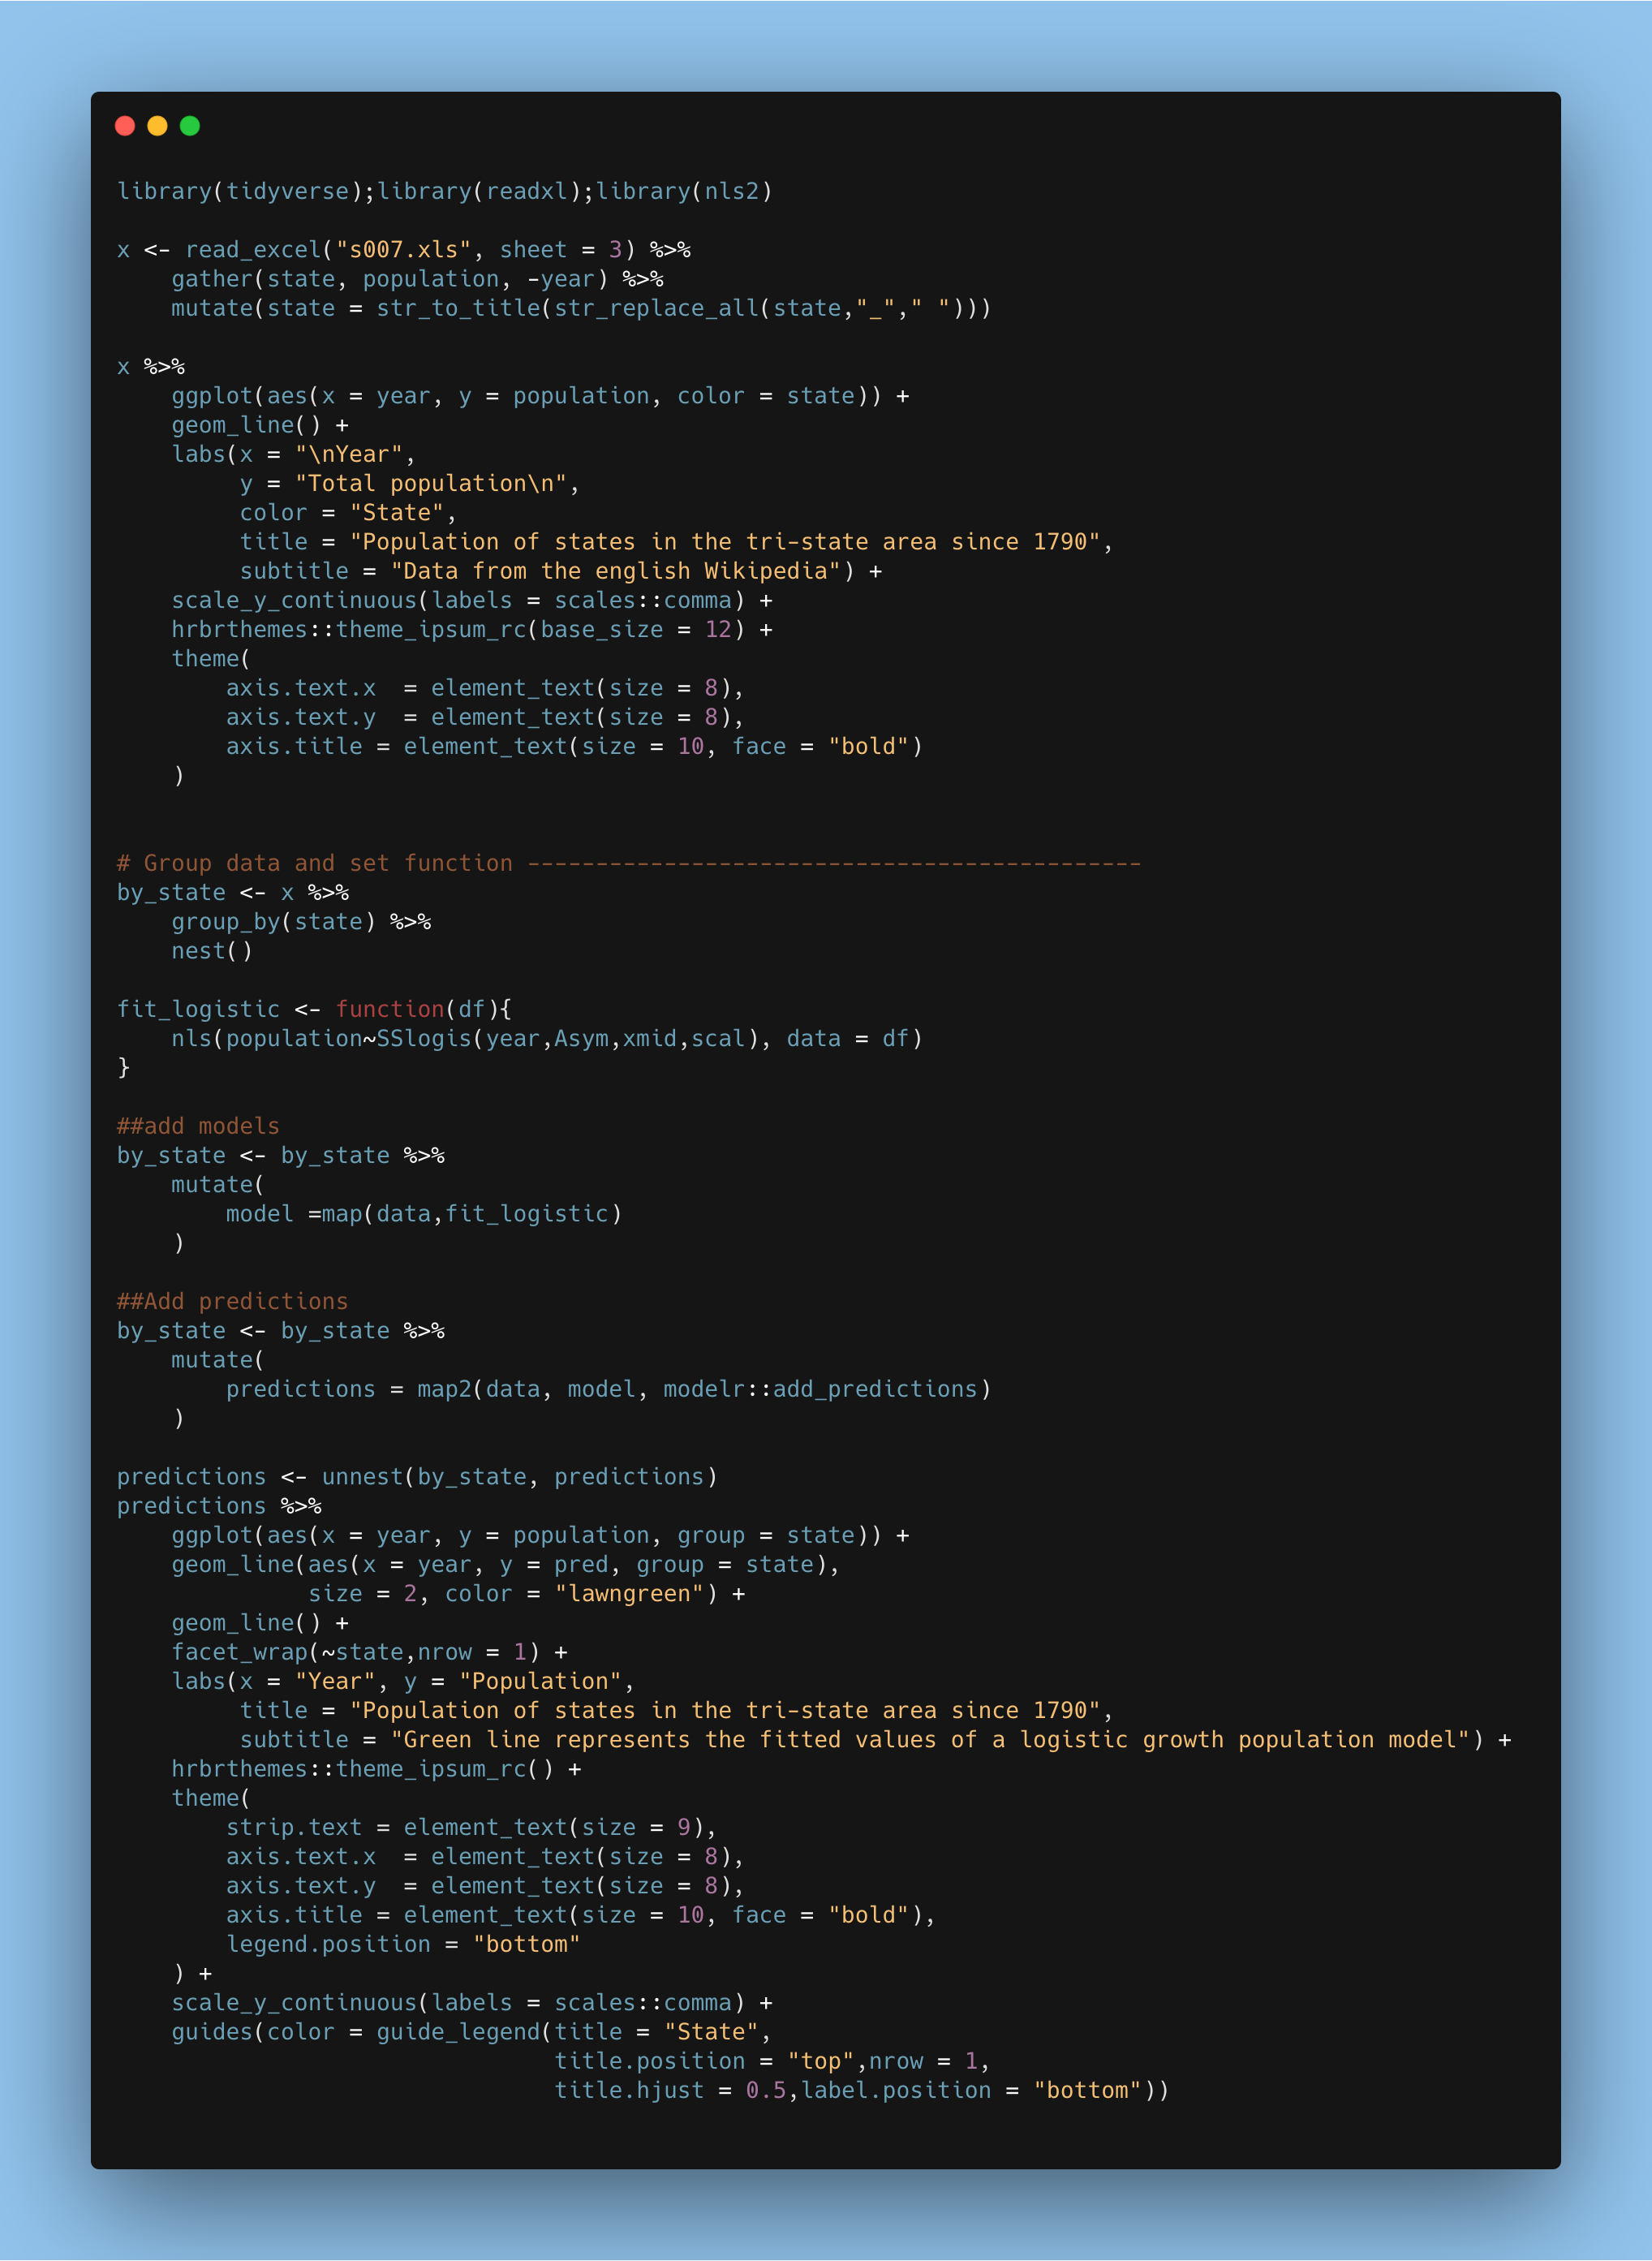 library(tidyverse);library(readxl);library(nls2)

x <- read_excel("s007.xls", sheet = 3) %>%
    gather(state, population, -year) %>%
    mutate(state = str_to_title(str_replace_all(state,"_"," ")))

x %>%
    ggplot(aes(x = year, y = population, color = state)) +
    geom_line() +
    labs(x = "\nYear",
         y = "Total population\n",
         color = "State",
         title = "Population of states in the tri-state area since 1790",
         subtitle = "Data from the english Wikipedia") +
    scale_y_continuous(labels = scales::comma) +
    hrbrthemes::theme_ipsum_rc(base_size = 12) +
    theme(
        axis.text.x  = element_text(size = 8),
        axis.text.y  = element_text(size = 8),
        axis.title = element_text(size = 10, face = "bold")
    )


# Group data and set function ---------------------------------------------
by_state <- x %>%
    group_by(state) %>%
    nest()

fit_logistic <- function(df){
    nls(population~SSlogis(year,Asym,xmid,scal), data = df)
}

##add models
by_state <- by_state %>%
    mutate(
        model =map(data,fit_logistic)
    )

##Add predictions
by_state <- by_state %>%
    mutate(
        predictions = map2(data, model, modelr::add_predictions)
    )

predictions <- unnest(by_state, predictions)
predictions %>%
    ggplot(aes(x = year, y = population, group = state)) +
    geom_line(aes(x = year, y = pred, group = state),
              size = 2, color = "lawngreen") +
    geom_line() +
    facet_wrap(~state,nrow = 1) +
    labs(x = "Year", y = "Population",
         title = "Population of states in the tri-state area since 1790",
         subtitle = "Green line represents the fitted values of a logistic growth population model") +
    hrbrthemes::theme_ipsum_rc() +
    theme(
        strip.text = element_text(size = 9),
        axis.text.x  = element_text(size = 8),
        axis.text.y  = element_text(size = 8),
        axis.title = element_text(size = 10, face = "bold"),
        legend.position = "bottom"
    ) +
    scale_y_continuous(labels = scales::comma) +
    guides(color = guide_legend(title = "State",
                                title.position = "top",nrow = 1,
                                title.hjust = 0.5,label.position = "bottom"))